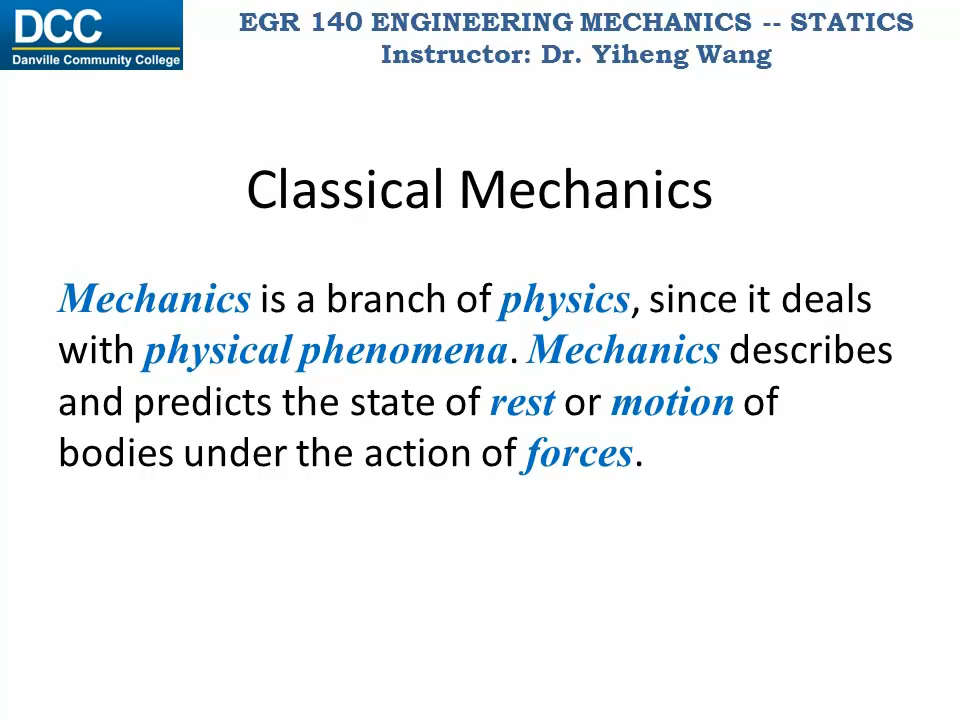 DCC
Danville Community College
EGR 140 ENGINEERING MECHANICS -- STATICS
Instructor: Dr. Yiheng Wang
Classical Mechanics
Mechanics is a branch of physics, since it deals
with physical phenomena. Mechanics describes
and predicts the state of rest or motion of
bodies under the action of forces.